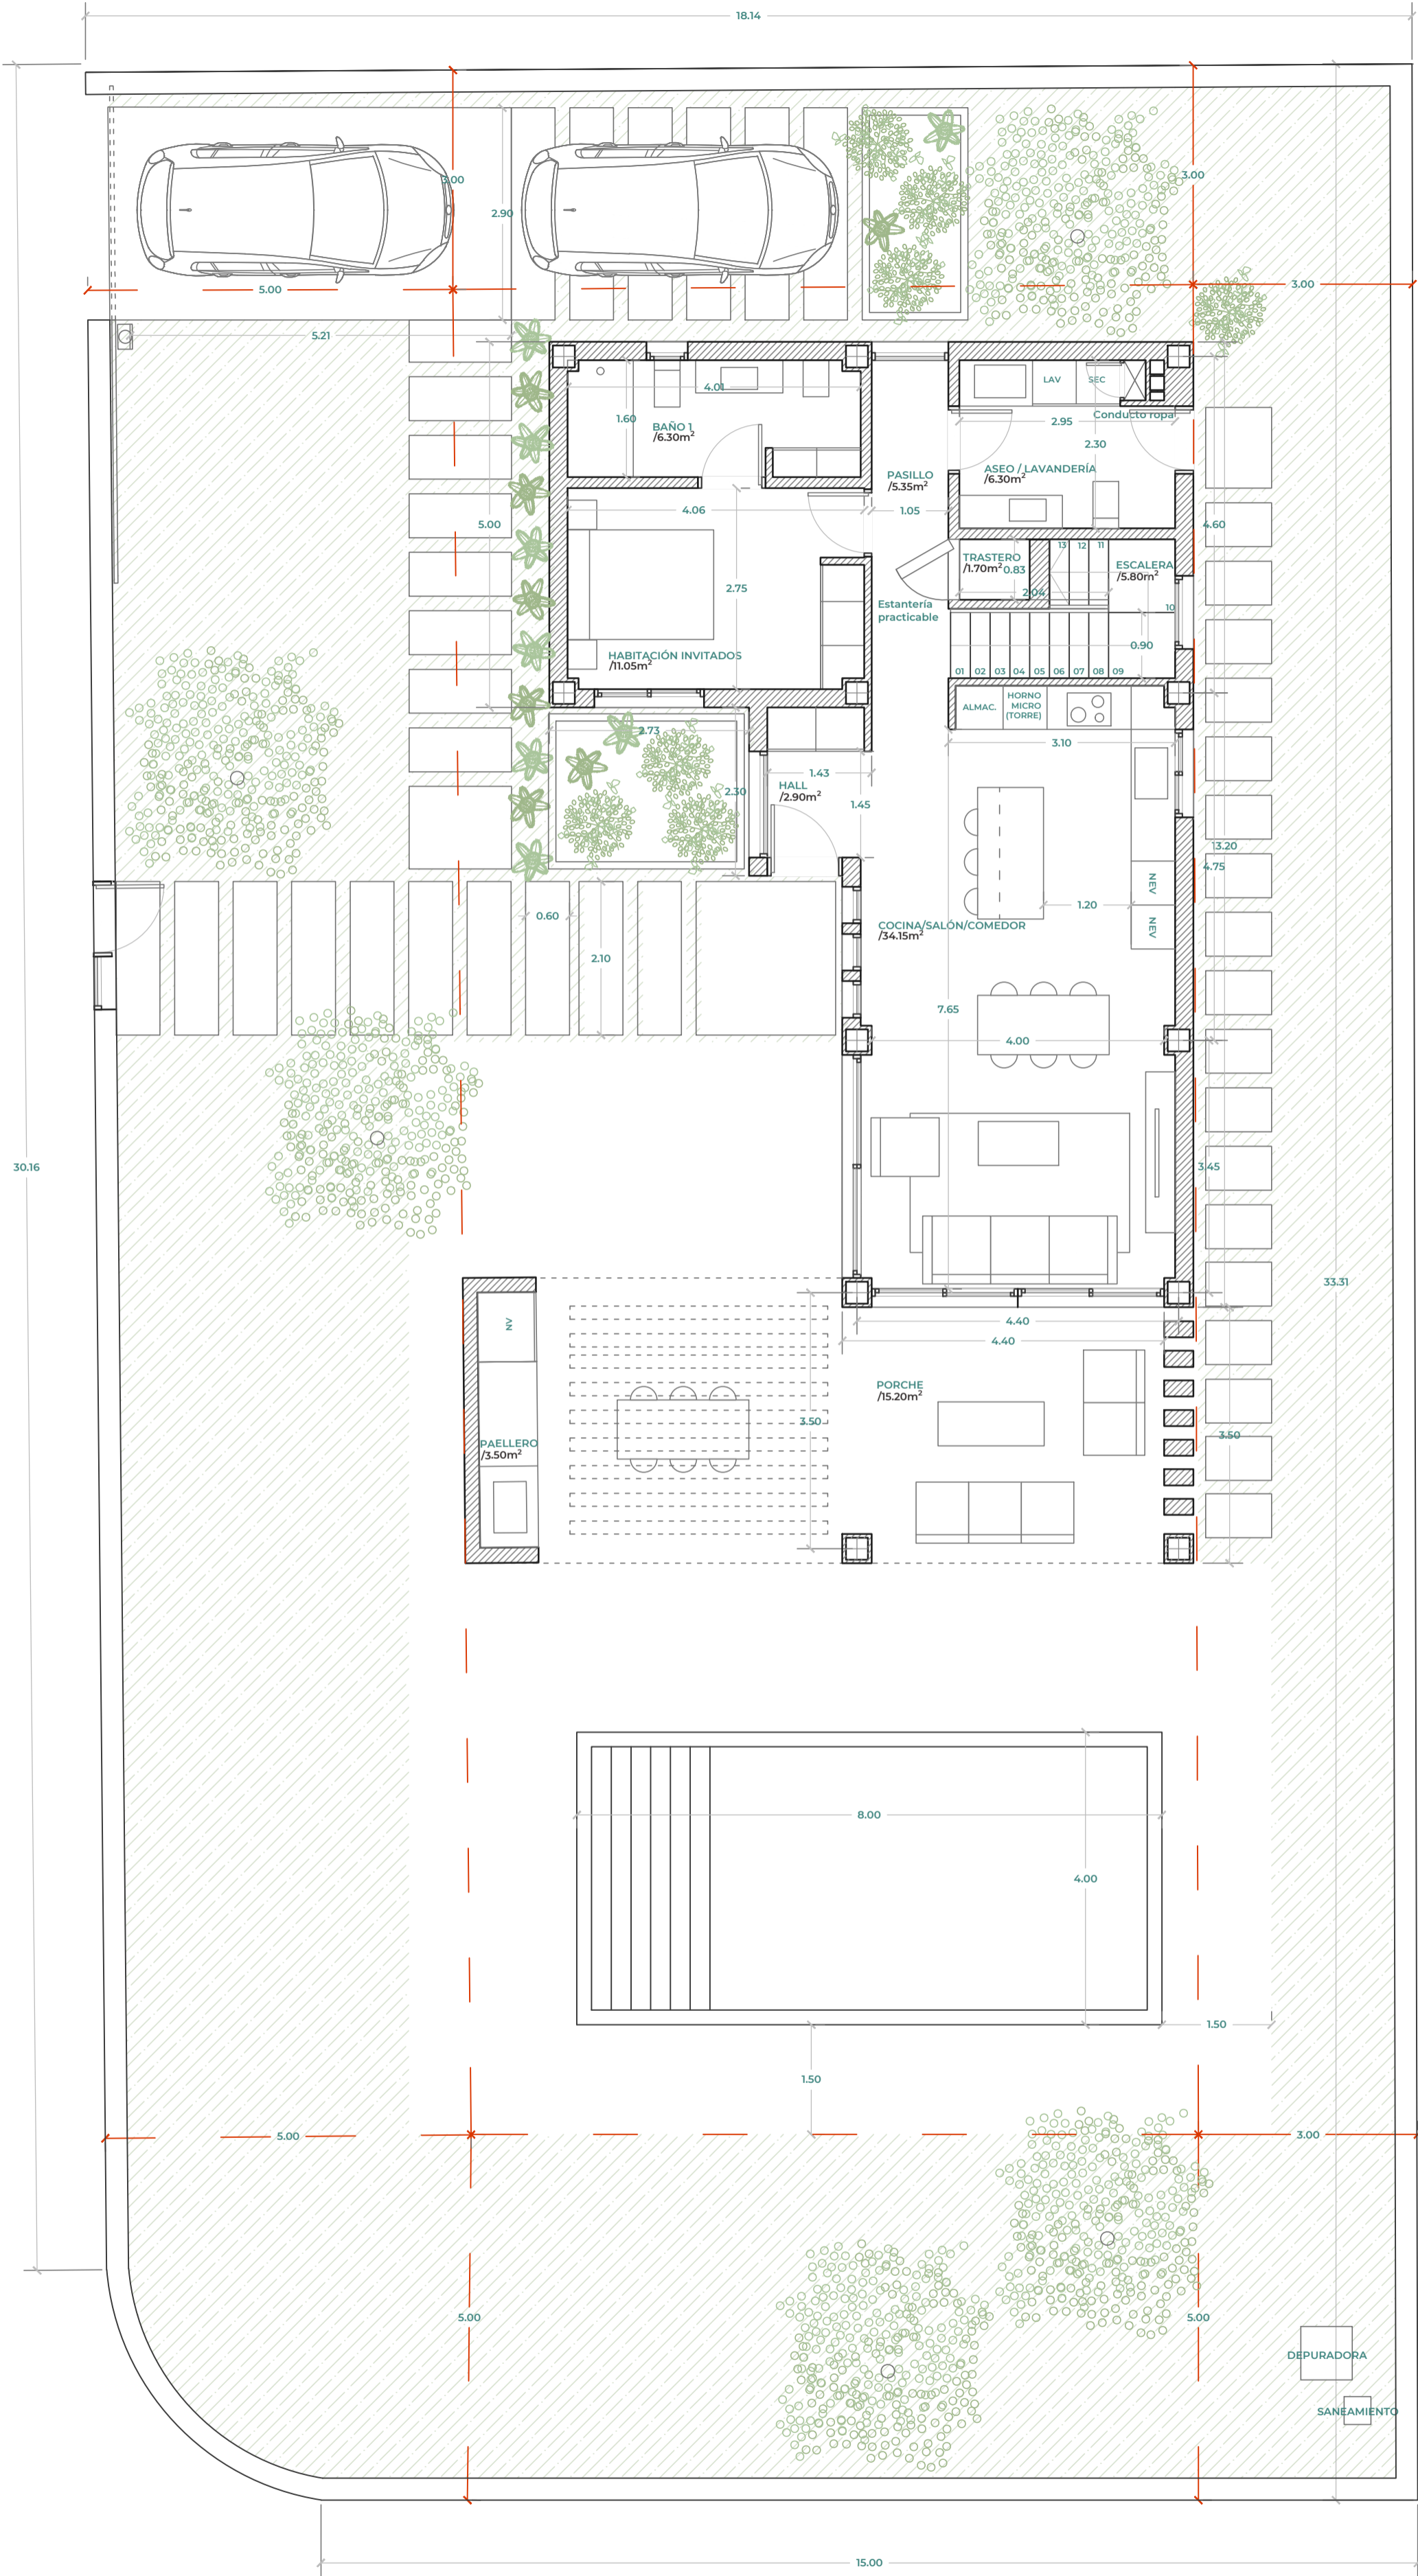 18.14
3.00
3.00
2.90
5.00
3.00
5.21
LAV
SEC
4.01
Conducto ropa
1.60
BAÑO 1
/6.30m²
2.95
2.30
ASEO / LAVANDERÍA
/6.30m²
PASILLO
/5.35m²
4.06
1.05
5.00
4.60
13
12
11
TRASTERO
/1.70m²
0.83
ESCALERA
/5.80m²
2.75
2.04
Estantería
practicable
10
0.90
HABITACIÓN INVITADOS
/11.05m²
01
02
03
04
05
06
07
08
09
ALMAC.
HORNO
MICRO
(TORRE)
2.73
3.10
1.43
HALL
/2.90m²
2.30
1.45
13.20
4.75
NEV
1.20
NEV
0.60
COCINA/SALÓN/COMEDOR
/34.15m²
2.10
7.65
4.00
30.16
3.45
33.31
NV
4.40
4.40
PORCHE
/15.20m²
3.50
3.50
PAELLERO
/3.50m²
8.00
4.00
1.50
1.50
5.00
3.00
5.00
5.00
DEPURADORA
SANEAMIENTO
15.00